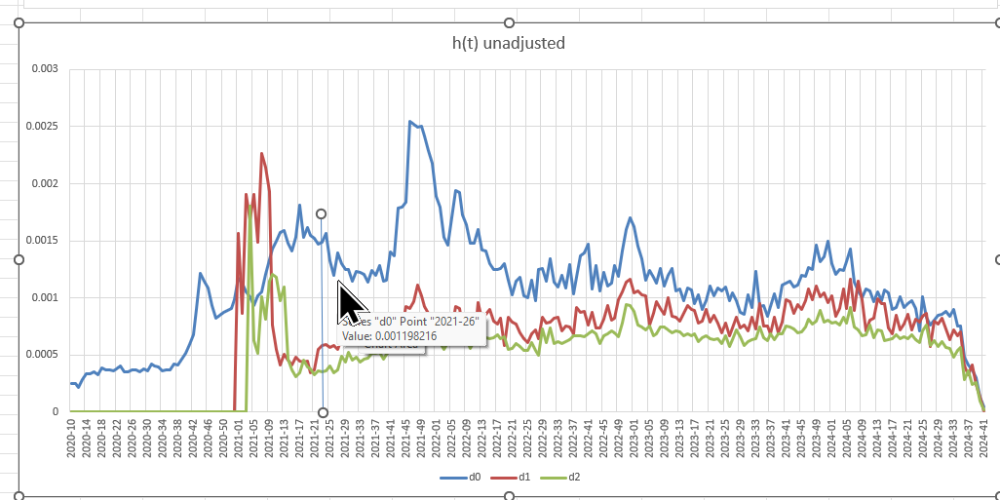 h(t) unadjusted
0.003
0.0025
0.002
0.0015
0.001
0.0005
0
"d0" Point "2021-26"
Value: 0.001198216
Chart Area
2020-10 2020-14 2020-18 2020-22 2020-26 2020-30 2020-34 2020-38 2020-42 2020-46 2020-50 2021-01 2021-05 2021-09 2021-13 2021-17 2021-21 2021-25 2021-29 2021-33 2021-37 2021-41 2021-45 2021-49 2022-01 2022-05 2022-09 2022-13 2022-17 2022-21 2022-25 2022-29 2022-33 2022-37 2022-41 2022-45 2022-49 2023-01 2023-05 2023-09 2023-13 2023-17 2023-21 2023-25 2023-29 2023-33 2023-37 2023-41 2023-45 2023-49 2024-01 2024-05 2024-09 2024-13 2024-17 2024-21 2024-25 2024-29 2024-33 2024-37 2024-41
d0 d1 d2